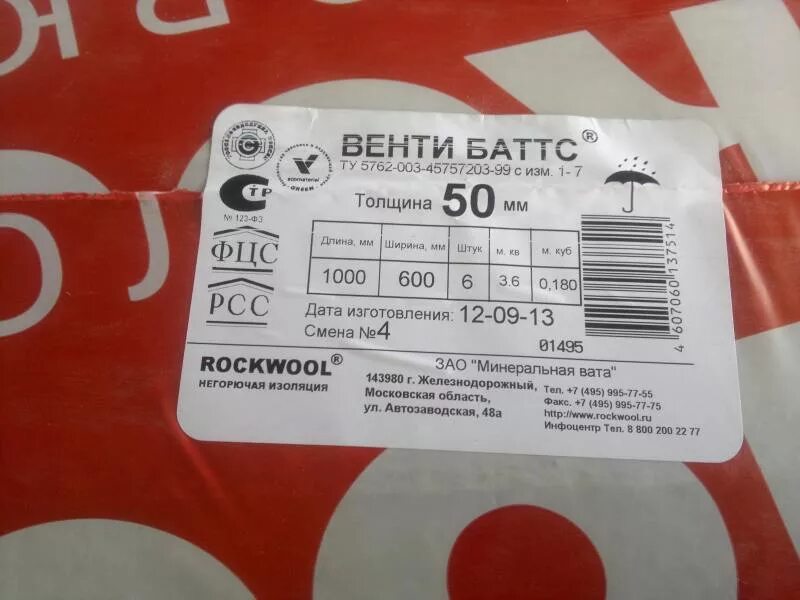 ВЕНТИ БАТТС®
ТУ 5762-003-45757203-99 с изм. 1- 7
ecomaterial
GREEN
С ТР
№ 123-ФЗ
ФЦС
РСС
Толщина 50 мм
Длина, мм Ширина, мм Штук м. кв м. куб
1000 600 6 3.6 0,180
Дата изготовления: 12-09-13
Смена №4
01495
4 607060 137514
ROCKWOOL®
НЕГОРЮЧАЯ ИЗОЛЯЦИЯ
ЗАО "Минеральная вата"
143980 г. Железнодорожный,
Московская область,
ул. Автозаводская, 48а
Тел. +7 (495) 995-77-55
Факс. +7 (495) 995-77-75
http://www.rockwool.ru
Инфоцентр Тел. 8 800 200 22 77